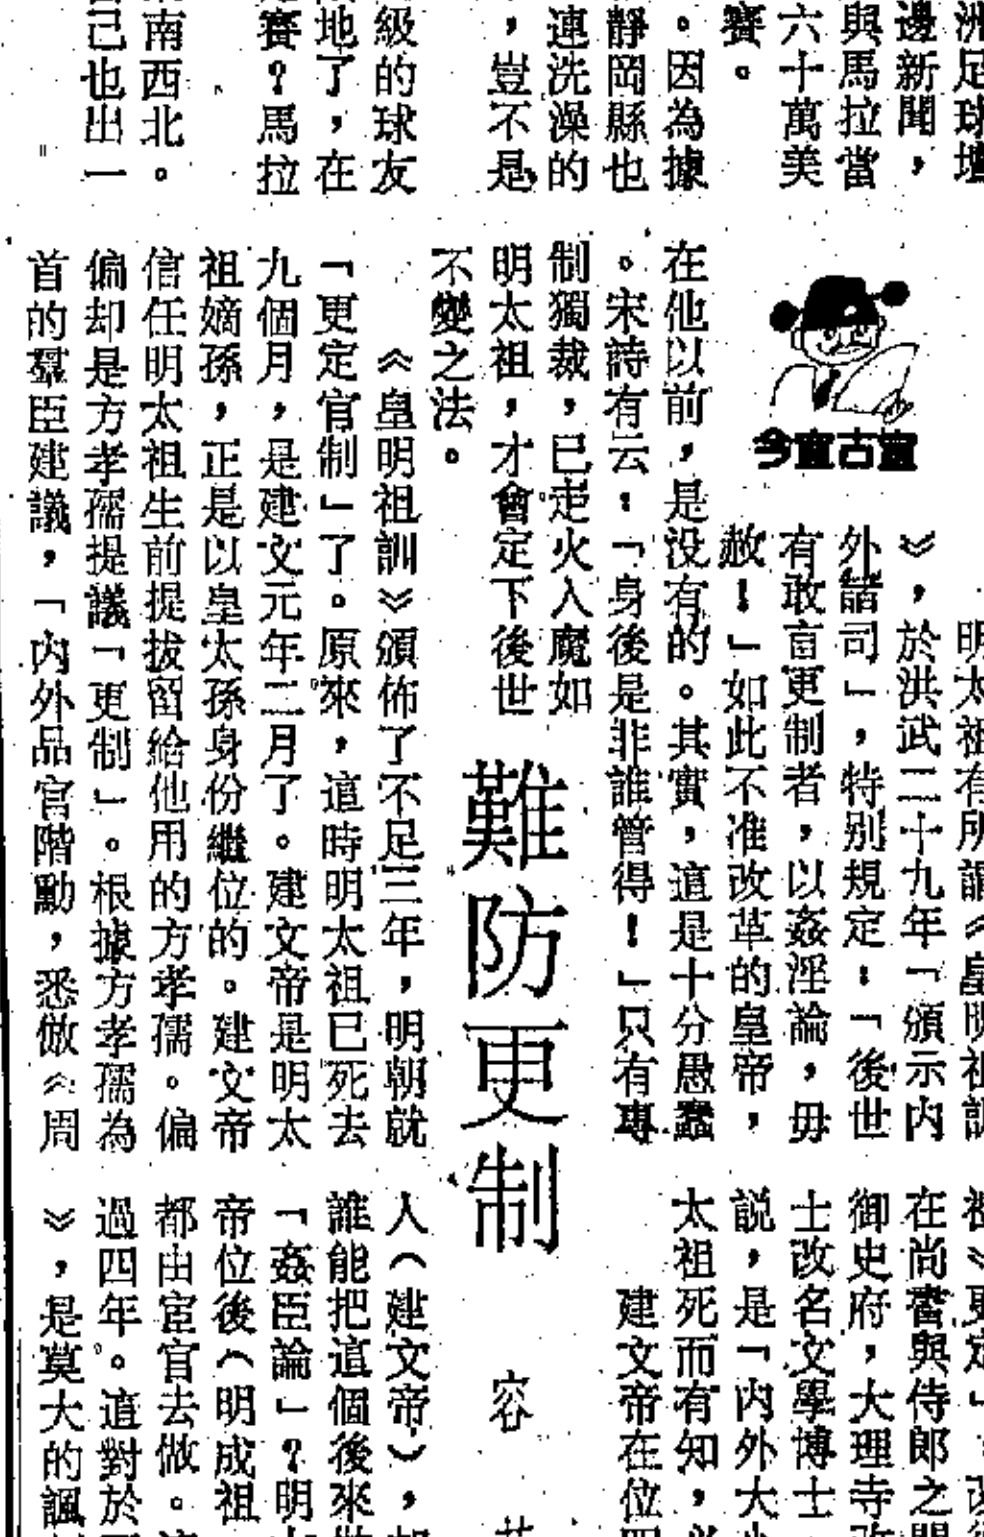 洲足球壇
邊新聞，
與馬拉當
六十萬美
賽。
。因為據
靜岡縣也
連洗澡的
，豈不是
級的球友
地了，在
賽？馬拉
南西北。
己也出一
宜古宜今
難防更制
容
明太祖有所謂《皇明祖訓
》，於洪武二十九年「頒示内
外諸司」，特別規定：「後世
有敢言更制者，以姦淫論，毋
赦！」如此不准改革的皇帝，
在他以前，是没有的。其實，這是十分愚蠢
。宋詩有云：「身後是非誰管得！」只有專
制獨裁，已走火入魔如
明太祖，才會定下後世
不變之法。
《皇明祖訓》頒佈了不足三年，明朝就
「更定官制」了。原來，這時明太祖已死去
九個月，是建文元年二月了。建文帝是明太
祖嫡孫，正是以皇太孫身份繼位的。建文帝
信任明太祖生前提拔留給他用的方孝孺。偏
偏却是方孝孺提議「更制」。根據方孝孺為
首的羣臣建議，「内外品官階勳，悉倣《周
》更定」，
在尚書與侍郎之
御史府，大理寺
士改名文學博士
說，是「内外大
太祖死而有知，
建文帝在位
人（建文帝），
誰能把這個後來
「姦臣論」？明
帝位後（明成祖
都由宦官去做。
過四年。這對於
》，是莫大的諷